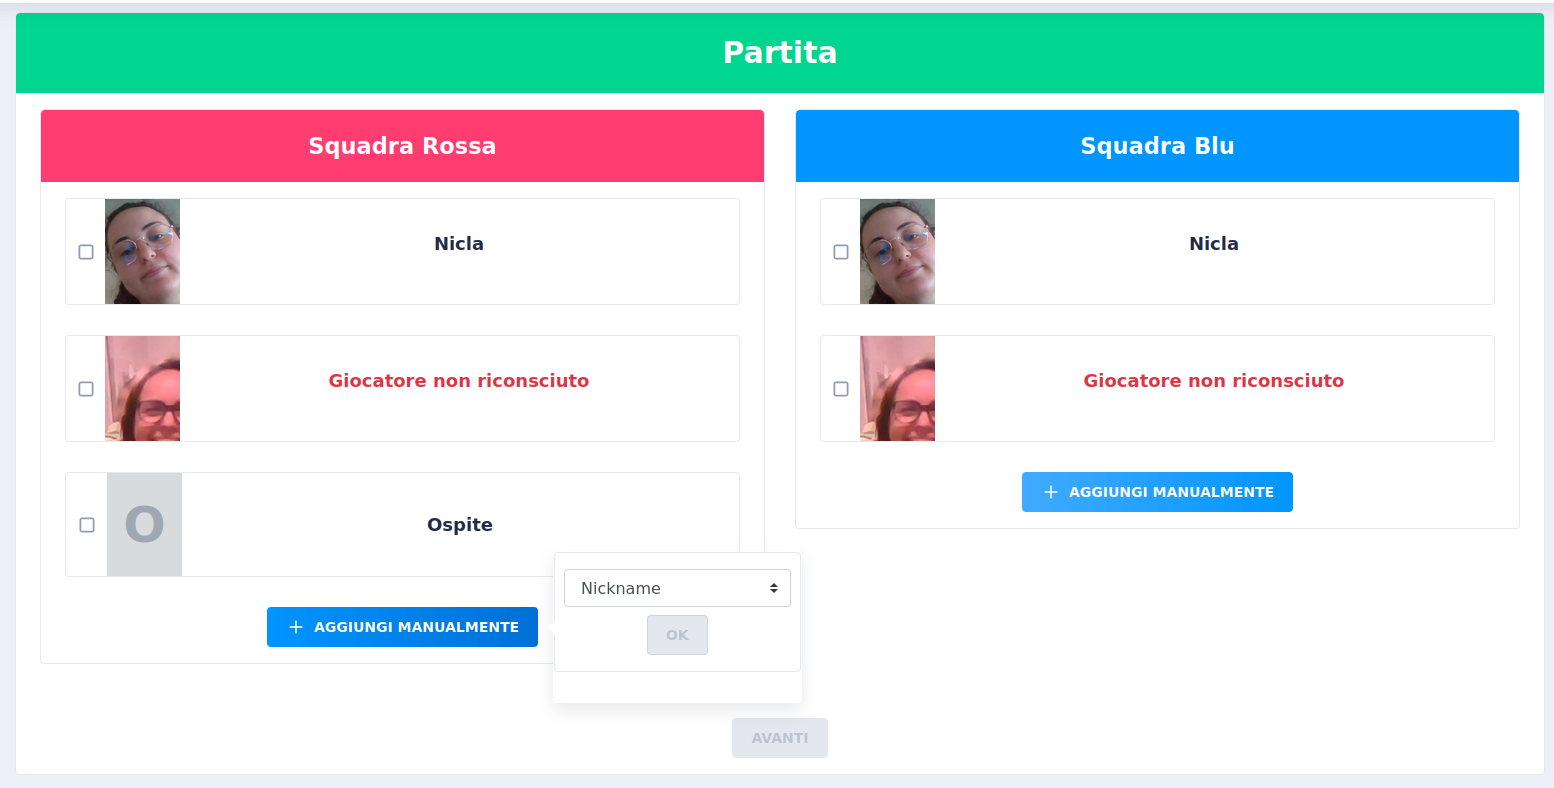 Partita
Squadra Rossa
Nicla
Giocatore non riconsciuto
O
Ospite
AGGIUNGI MANUALMENTE
Nickname
OK
Squadra Blu
Nicla
Giocatore non riconsciuto
AGGIUNGI MANUALMENTE
AVANTI